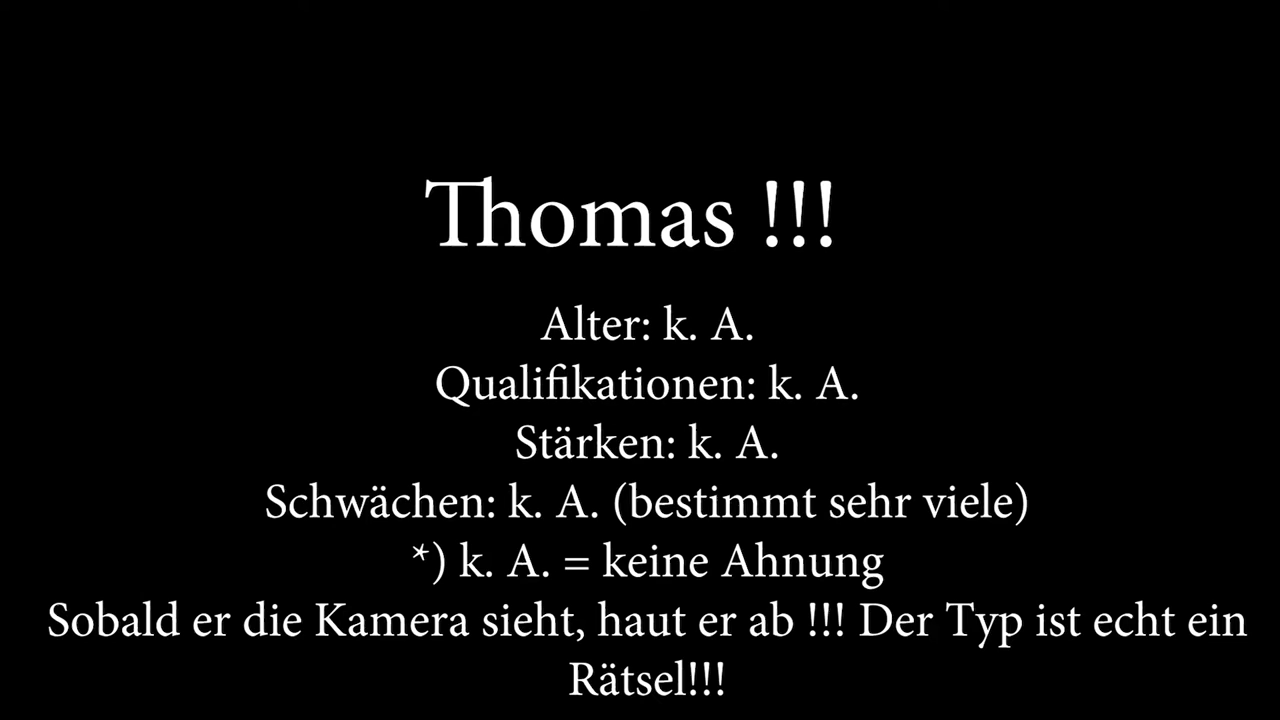 Thomas !!!
Alter: k. A.
Qualifikationen: k. A.
Stärken: k. A.
Schwächen: k. A. (bestimmt sehr viele)
*) k. A. = keine Ahnung
Sobald er die Kamera sieht, haut er ab !!! Der Typ ist echt ein
Rätsel!!!